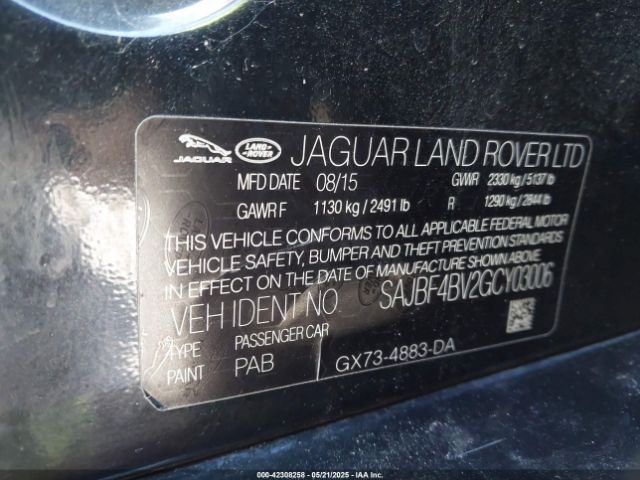 JAGUAR LAND-ROVER JAGUAR LAND ROVER LTD
MFD DATE 08/15 GWR 2330 kg / 5137 lb
GAWR F 1130 kg / 2491 lb R 1290 kg / 2844 lb
THIS VEHICLE CONFORMS TO ALL APPLICABLE FEDERAL MOTOR
VEHICLE SAFETY, BUMPER AND THEFT PREVENTION STANDARDS
IN EFFECT ON THE DATE OF MANUFACTURE SHOWN ABOVE
VEH IDENT NO SAJBF4BV2GCY03006
TYPE PASSENGER CAR
PAINT PAB GX73-4883-DA
000-42308258 - 05/21/2025 - IAAI, Inc.